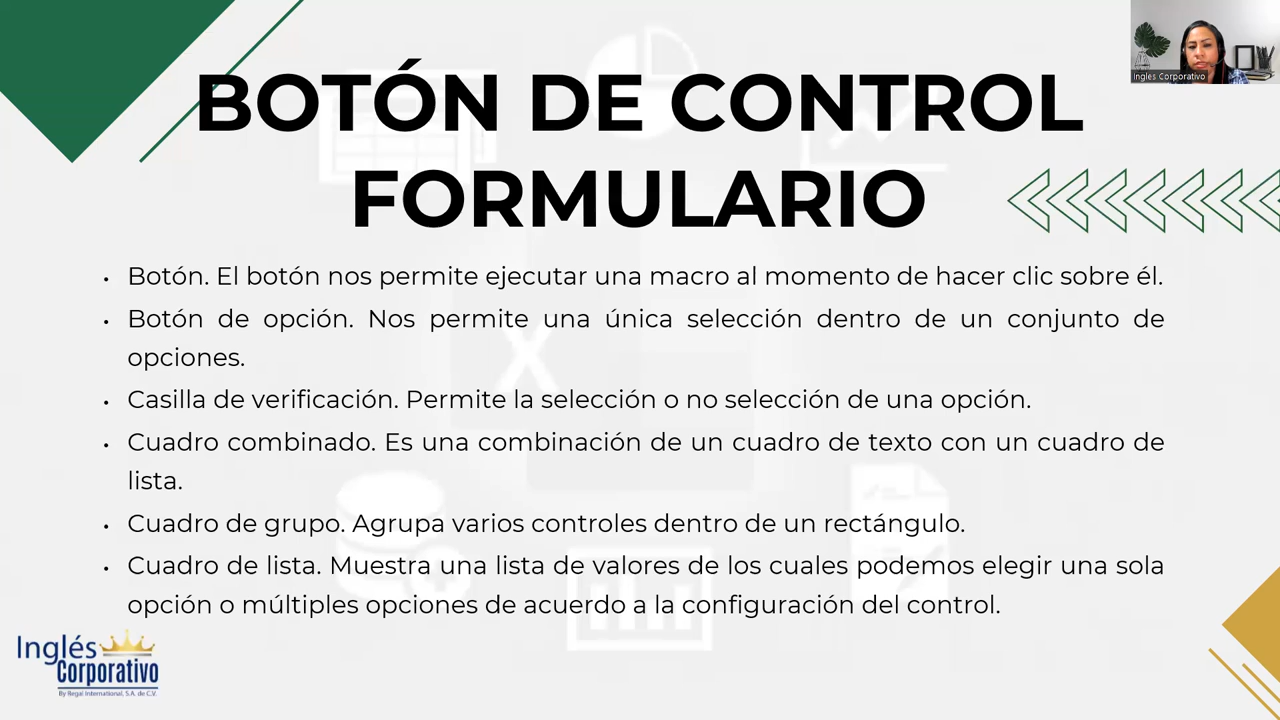 Inglés Corporativo
BOTÓN DE CONTROL
FORMULARIO
• Botón. El botón nos permite ejecutar una macro al momento de hacer clic sobre él.
• Botón de opción. Nos permite una única selección dentro de un conjunto de
opciones.
• Casilla de verificación. Permite la selección o no selección de una opción.
• Cuadro combinado. Es una combinación de un cuadro de texto con un cuadro de
lista.
• Cuadro de grupo. Agrupa varios controles dentro de un rectángulo.
• Cuadro de lista. Muestra una lista de valores de los cuales podemos elegir una sola
opción o múltiples opciones de acuerdo a la configuración del control.
X
Inglés
Corporativo
By Regal International, S.A. de C.V.